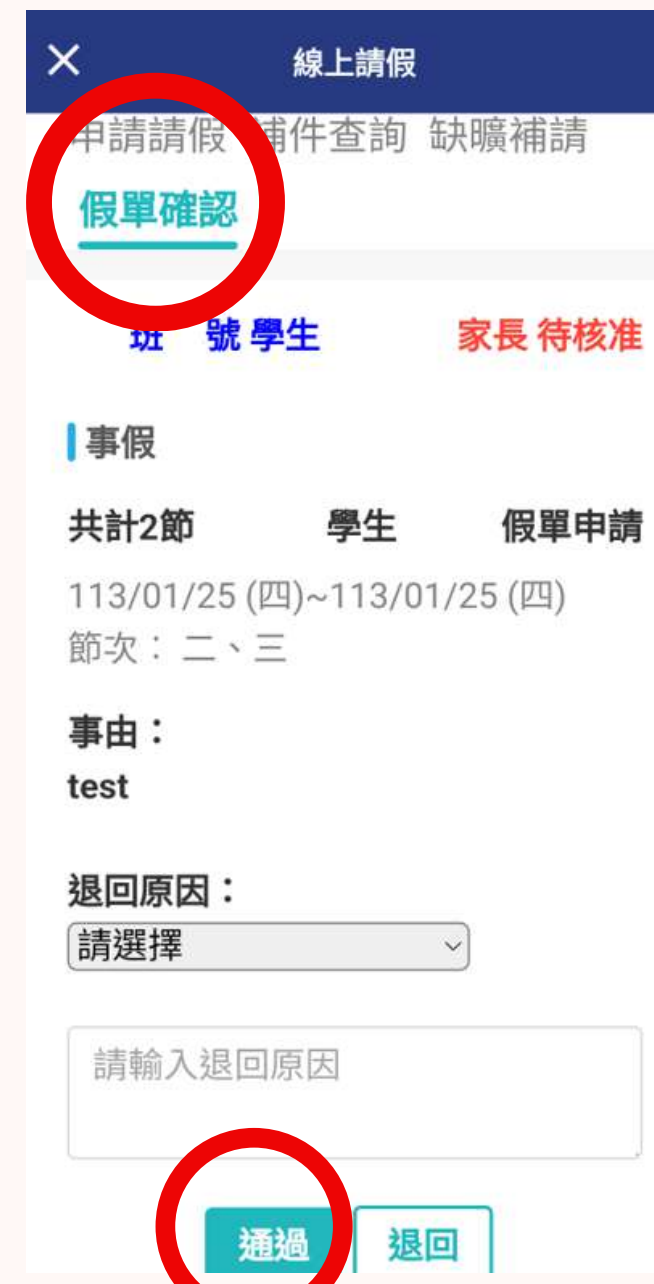 線上請假
申請請假 補件查詢 缺曠補請
假單確認
班 號 學生 家長 待核准
事假
共計2節 學生 假單申請
113/01/25 (四)~113/01/25 (四)
節次： 二、三
事由：
test
退回原因：
請選擇
請輸入退回原因
通過 退回